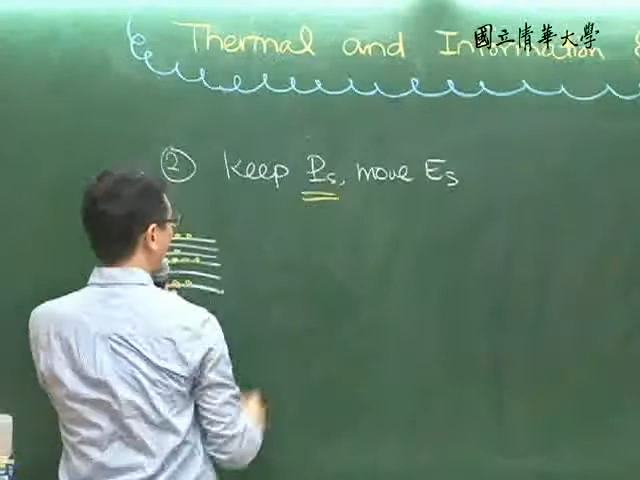 Thermal and Information
國立清華大學
② Keep Ps, move Es